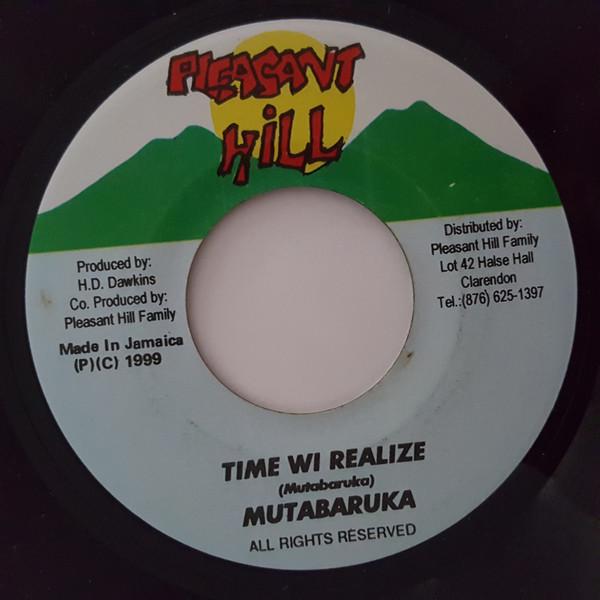 PLEASANT
HILL
Produced by:
H.D. Dawkins
Co. Produced by:
Pleasant Hill Family
Made In Jamaica
(P)(C) 1999
Distributed by:
Pleasant Hill Family
Lot 42 Halse Hall
Clarendon
Tel.:(876) 625-1397
TIME WI REALIZE
(Mutabaruka)
MUTABARUKA
ALL RIGHTS RESERVED